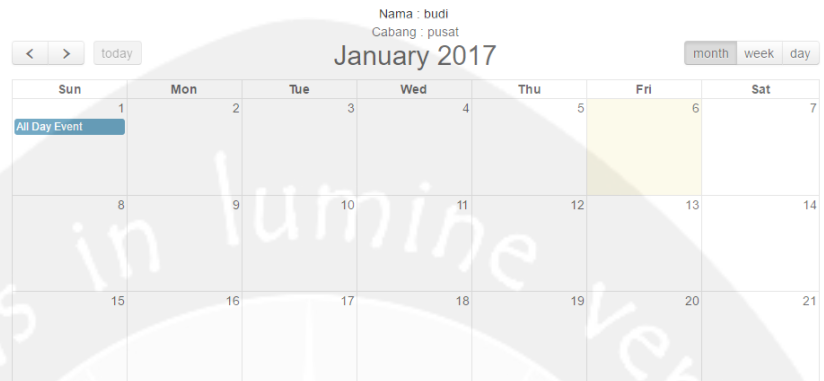 Nama : budi
Cabang : pusat
today January 2017 month week day
Sun Mon Tue Wed Thu Fri Sat
1 2 3 4 5 6 7
All Day Event
8 9 10 11 12 13 14
in lumine
15 16 17 18 19 20 21